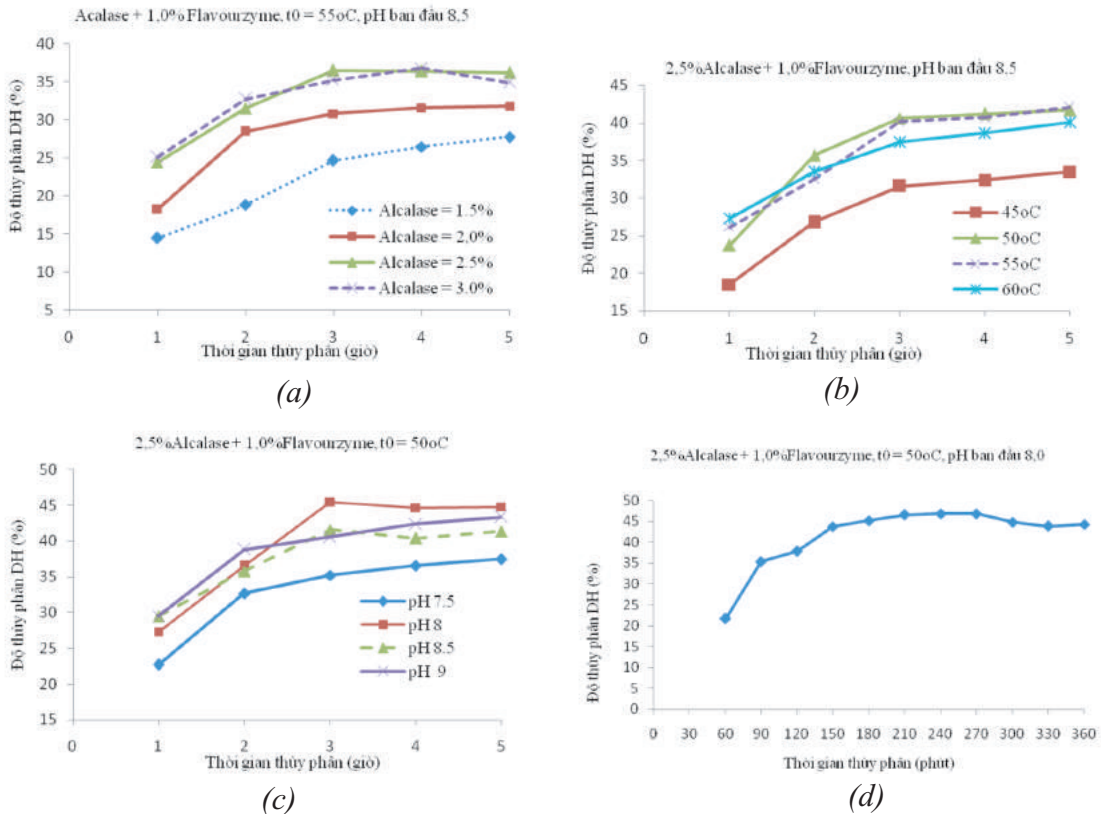 Acalase + 1,0% Flavourzyme, t0 = 55oC, pH ban đầu 8,5
Độ thủy phân DH (%)
40
35
30
25
20
15
10
5
0 1 2 3 4 5
Alcalase = 1.5%
Alcalase = 2.0%
Alcalase = 2.5%
Alcalase = 3.0%
Thời gian thủy phân (giờ)
(a)
2,5%Alcalase + 1,0%Flavourzyme, pH ban đầu 8,5
Độ thủy phân DH (%)
45
40
35
30
25
20
15
0 1 2 3 4 5
45oC
50oC
55oC
60oC
Thời gian thủy phân (giờ)
(b)
2,5%Alcalase + 1,0%Flavourzyme, t0 = 50oC
Độ thủy phân DH (%)
50
45
40
35
30
25
20
15
0 1 2 3 4 5
pH 7.5
pH 8
pH 8.5
pH 9
Thời gian thủy phân (giờ)
(c)
2,5%Alcalase + 1,0%Flavourzyme, t0 = 50oC, pH ban đầu 8,0
Độ thủy phân DH (%)
50
45
40
35
30
25
20
15
10
5
0
0 30 60 90 120 150 180 210 240 270 300 330 360
Thời gian thủy phân (phút)
(d)